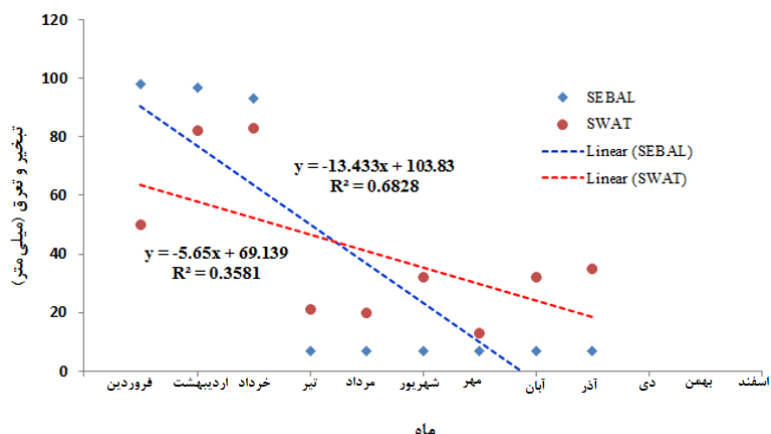 120
100
80
60
40
20
0
تبخیر و تعرق (میلی متر)
SEBAL
SWAT
Linear (SEBAL)
Linear (SWAT)
y = -13.433x + 103.83
R² = 0.6828
y = -5.65x + 69.139
R² = 0.3581
فروردین اردیبهشت خرداد تیر مرداد شهریور مهر آبان آذر دی بهمن اسفند
ماه